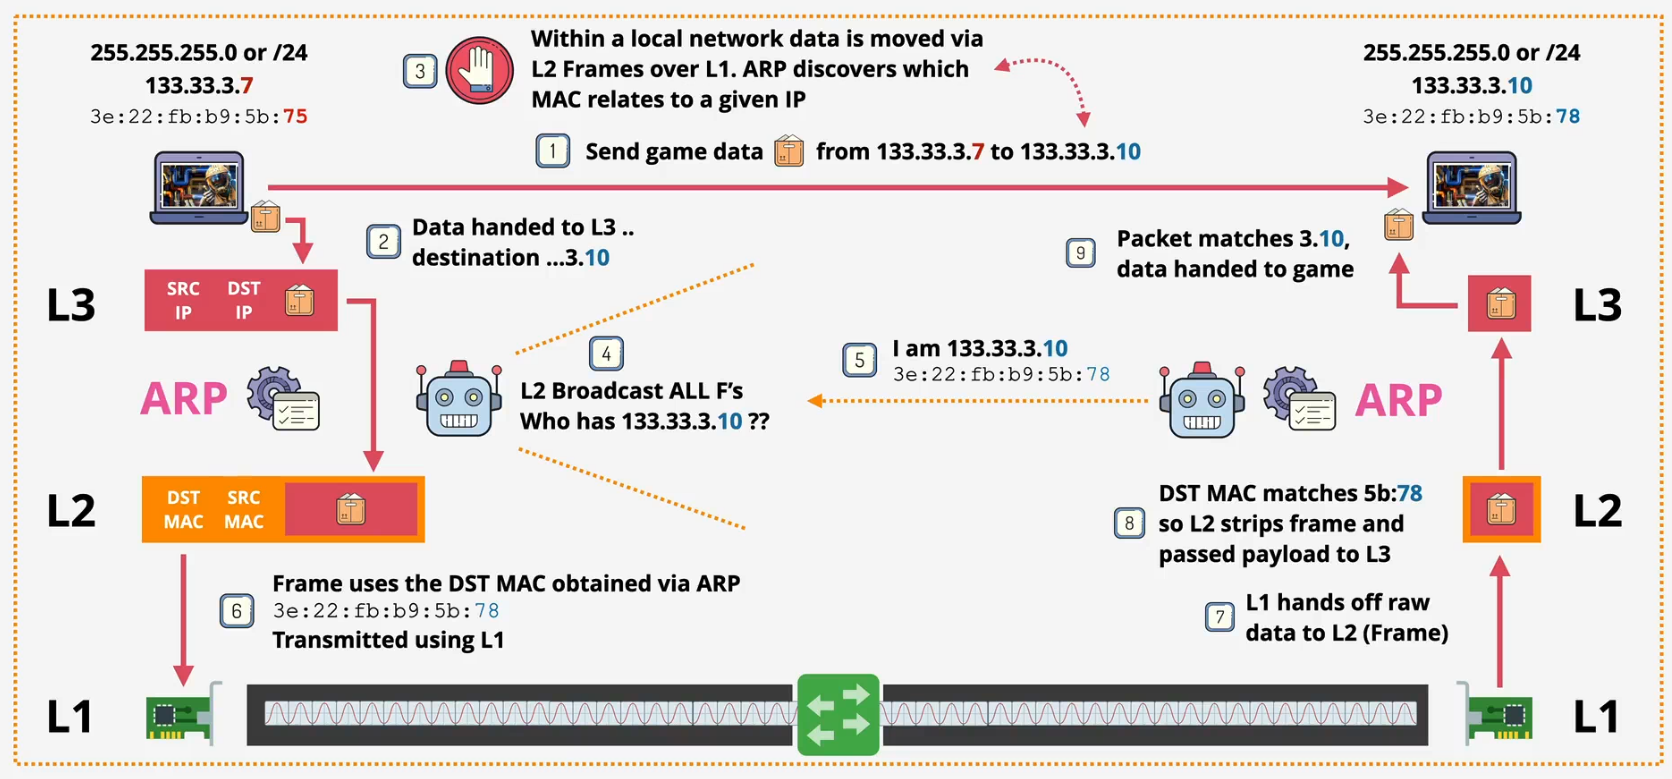 255.255.255.0 or /24
133.33.3.7
3e:22:fb:b9:5b:75
3
Within a local network data is moved via
L2 Frames over L1. ARP discovers which
MAC relates to a given IP
255.255.255.0 or /24
133.33.3.10
3e:22:fb:b9:5b:78
1
Send game data from 133.33.3.7 to 133.33.3.10
2
Data handed to L3 ..
destination ...3.10
9
Packet matches 3.10,
data handed to game
L3
SRC
IP
DST
IP
L3
ARP
4
L2 Broadcast ALL F's
Who has 133.33.3.10 ??
5
I am 133.33.3.10
3e:22:fb:b9:5b:78
ARP
L2
DST
MAC
SRC
MAC
8
DST MAC matches 5b:78
so L2 strips frame and
passed payload to L3
L2
6
Frame uses the DST MAC obtained via ARP
3e:22:fb:b9:5b:78
Transmitted using L1
7
L1 hands off raw
data to L2 (Frame)
L1
L1